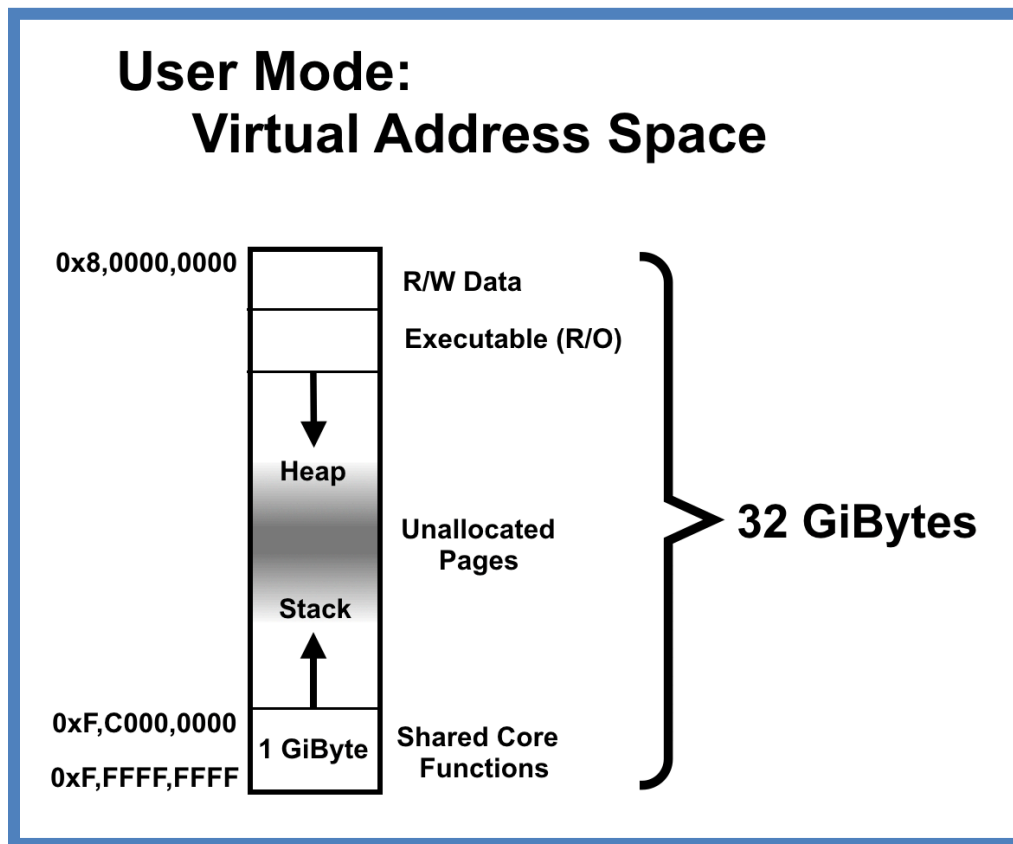 User Mode:
Virtual Address Space
0x8,0000,0000
R/W Data
Executable (R/O)
Heap
Unallocated
Pages
32 GiBytes
Stack
0xF,C000,0000
1 GiByte
Shared Core
Functions
0xF,FFFF,FFFF